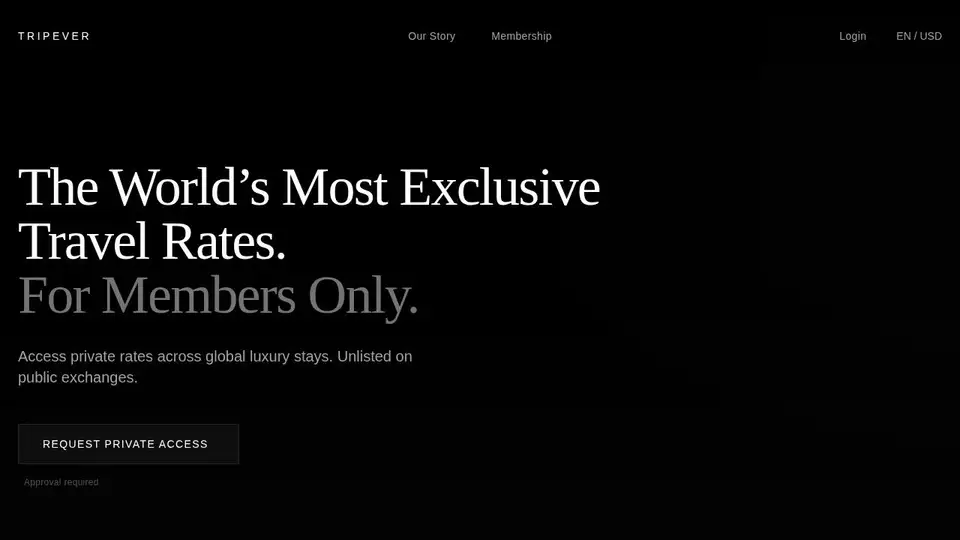 TRIPEVER
Our Story
Membership
Login
EN / USD
The World’s Most Exclusive
Travel Rates.
For Members Only.
Access private rates across global luxury stays. Unlisted on
public exchanges.
REQUEST PRIVATE ACCESS
Approval required